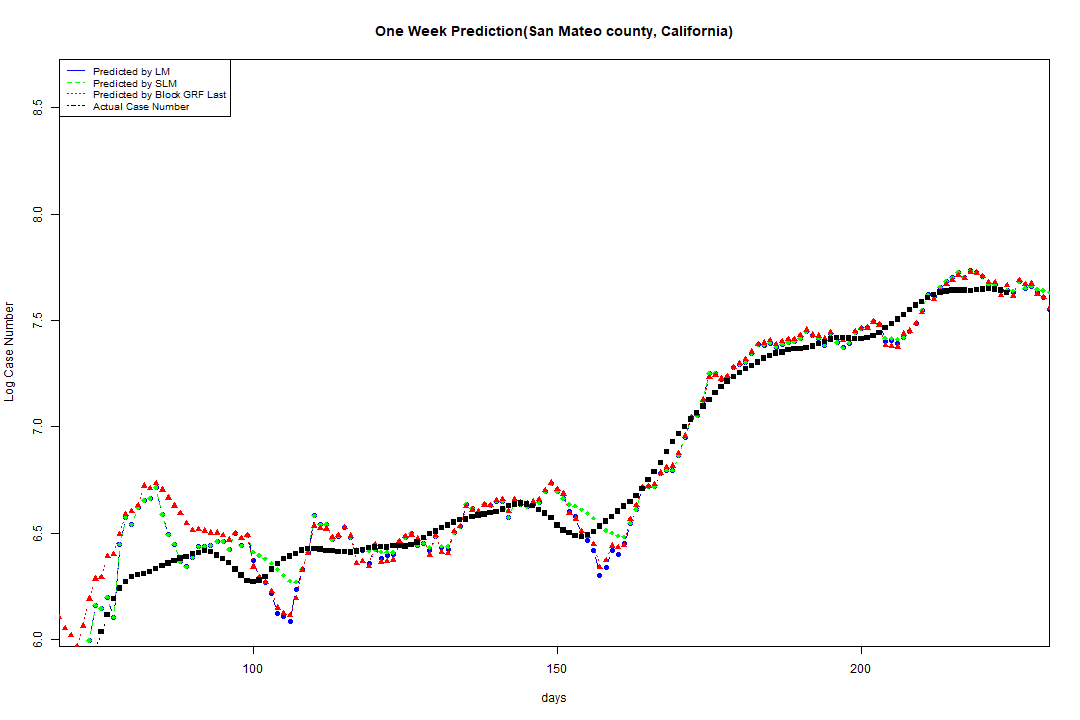 One Week Prediction(San Mateo county, California)
Predicted by LM
Predicted by SLM
Predicted by Block GRF Last
Actual Case Number
8.5
8.0
7.5
7.0
6.5
6.0
Log Case Number
100
150
200
days